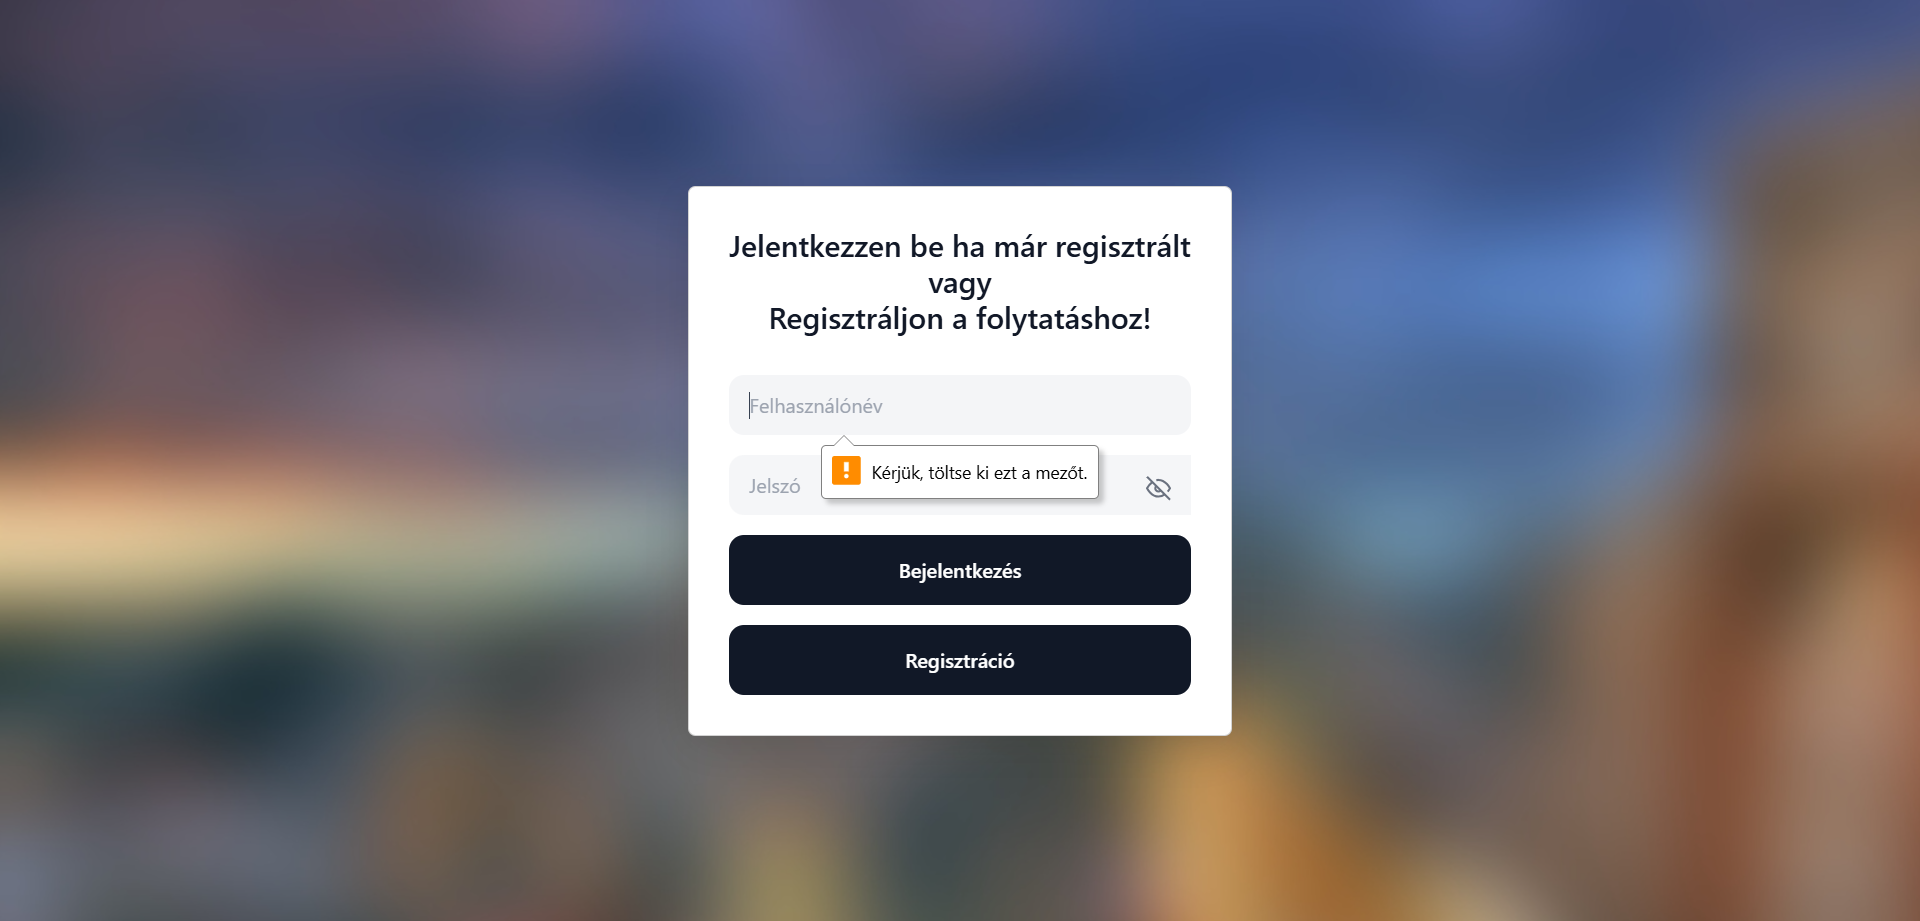 Jelentkezzen be ha már regisztrált
vagy
Regisztráljon a folytatáshoz!
Felhasználónév
Kérjük, töltse ki ezt a mezőt.
Jelszó
Bejelentkezés
Regisztráció